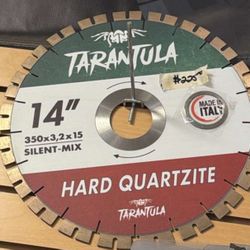 TARANTULA
#225
14"
350x3,2x15
SILENT-MIX
MADE IN
ITALY
HARD QUARTZITE
TARANTULA